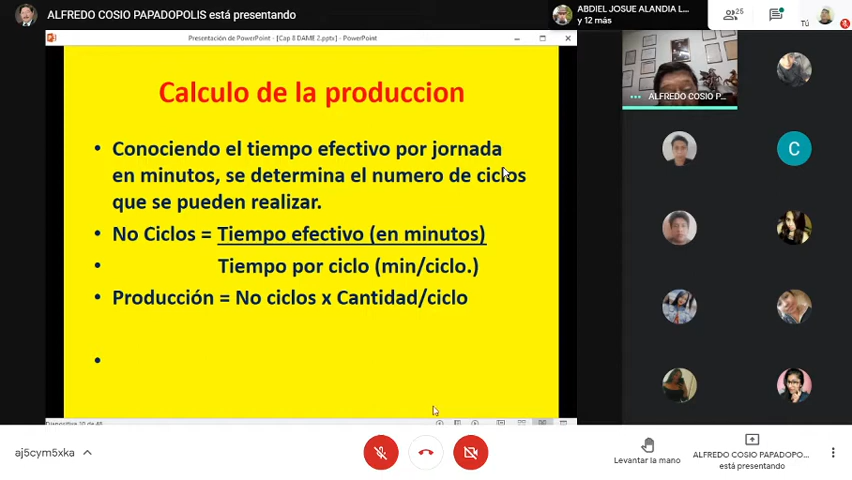 ALFREDO COSIO PAPADOPOLIS está presentando
ABDIEL JOSUE ALANDIA L...
y 12 más
25
Tú
Presentación de PowerPoint - [Cap 8 DAME 2.pptx] - PowerPoint
Calculo de la produccion
• Conociendo el tiempo efectivo por jornada
en minutos, se determina el numero de ciclos
que se pueden realizar.
• No Ciclos = Tiempo efectivo (en minutos)
• Tiempo por ciclo (min/ciclo.)
• Producción = No ciclos x Cantidad/ciclo
•
ALFREDO COSIO P...
C
aj5cym5xka
Levantar la mano
ALFREDO COSIO PAPADOPO...
está presentando